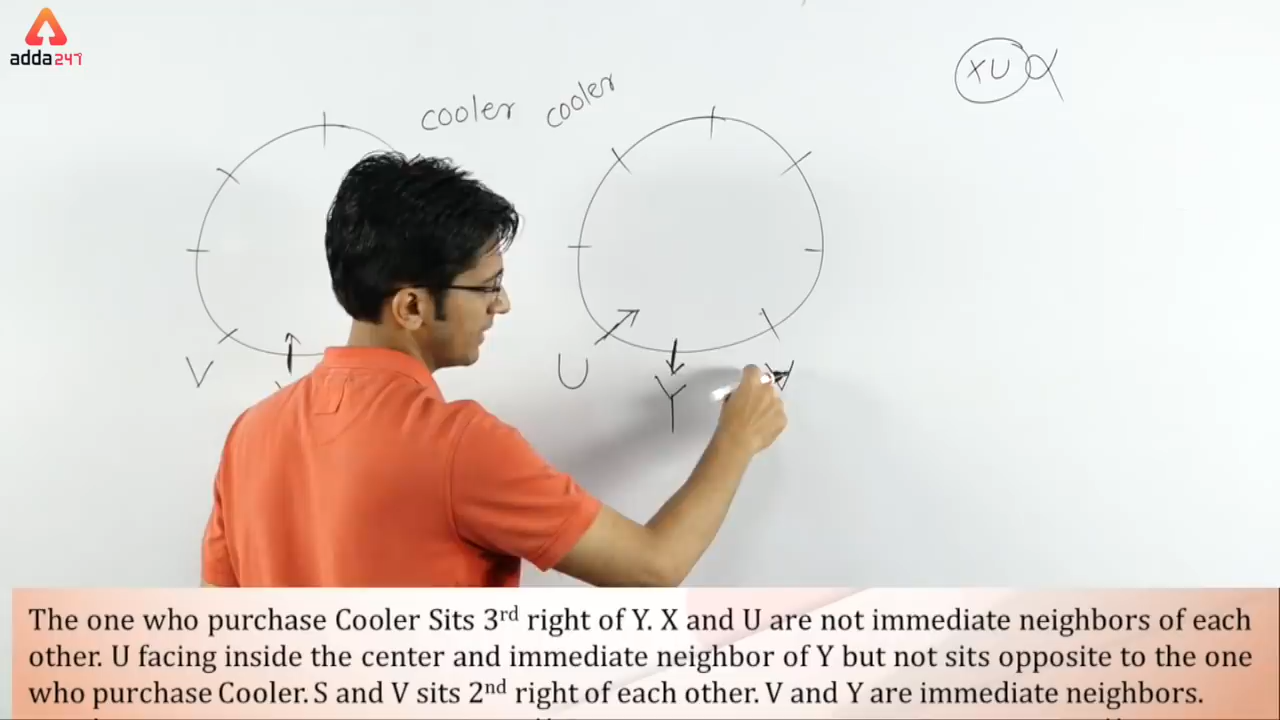 adda247
cooler cooler
XU
V
U
Y
V
The one who purchase Cooler Sits 3rd right of Y. X and U are not immediate neighbors of each
other. U facing inside the center and immediate neighbor of Y but not sits opposite to the one
who purchase Cooler. S and V sits 2nd right of each other. V and Y are immediate neighbors.